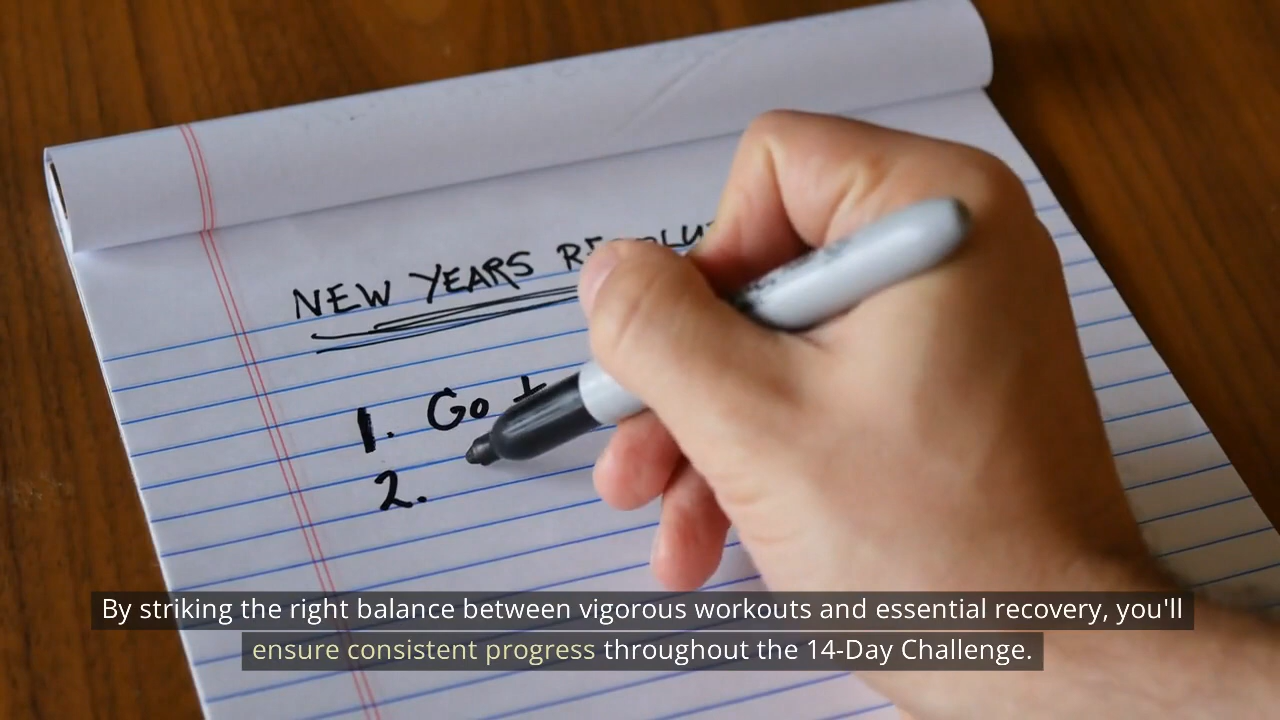 NEW YEARS
1. Go
2.
By striking the right balance between vigorous workouts and essential recovery, you'll
ensure consistent progress throughout the 14-Day Challenge.